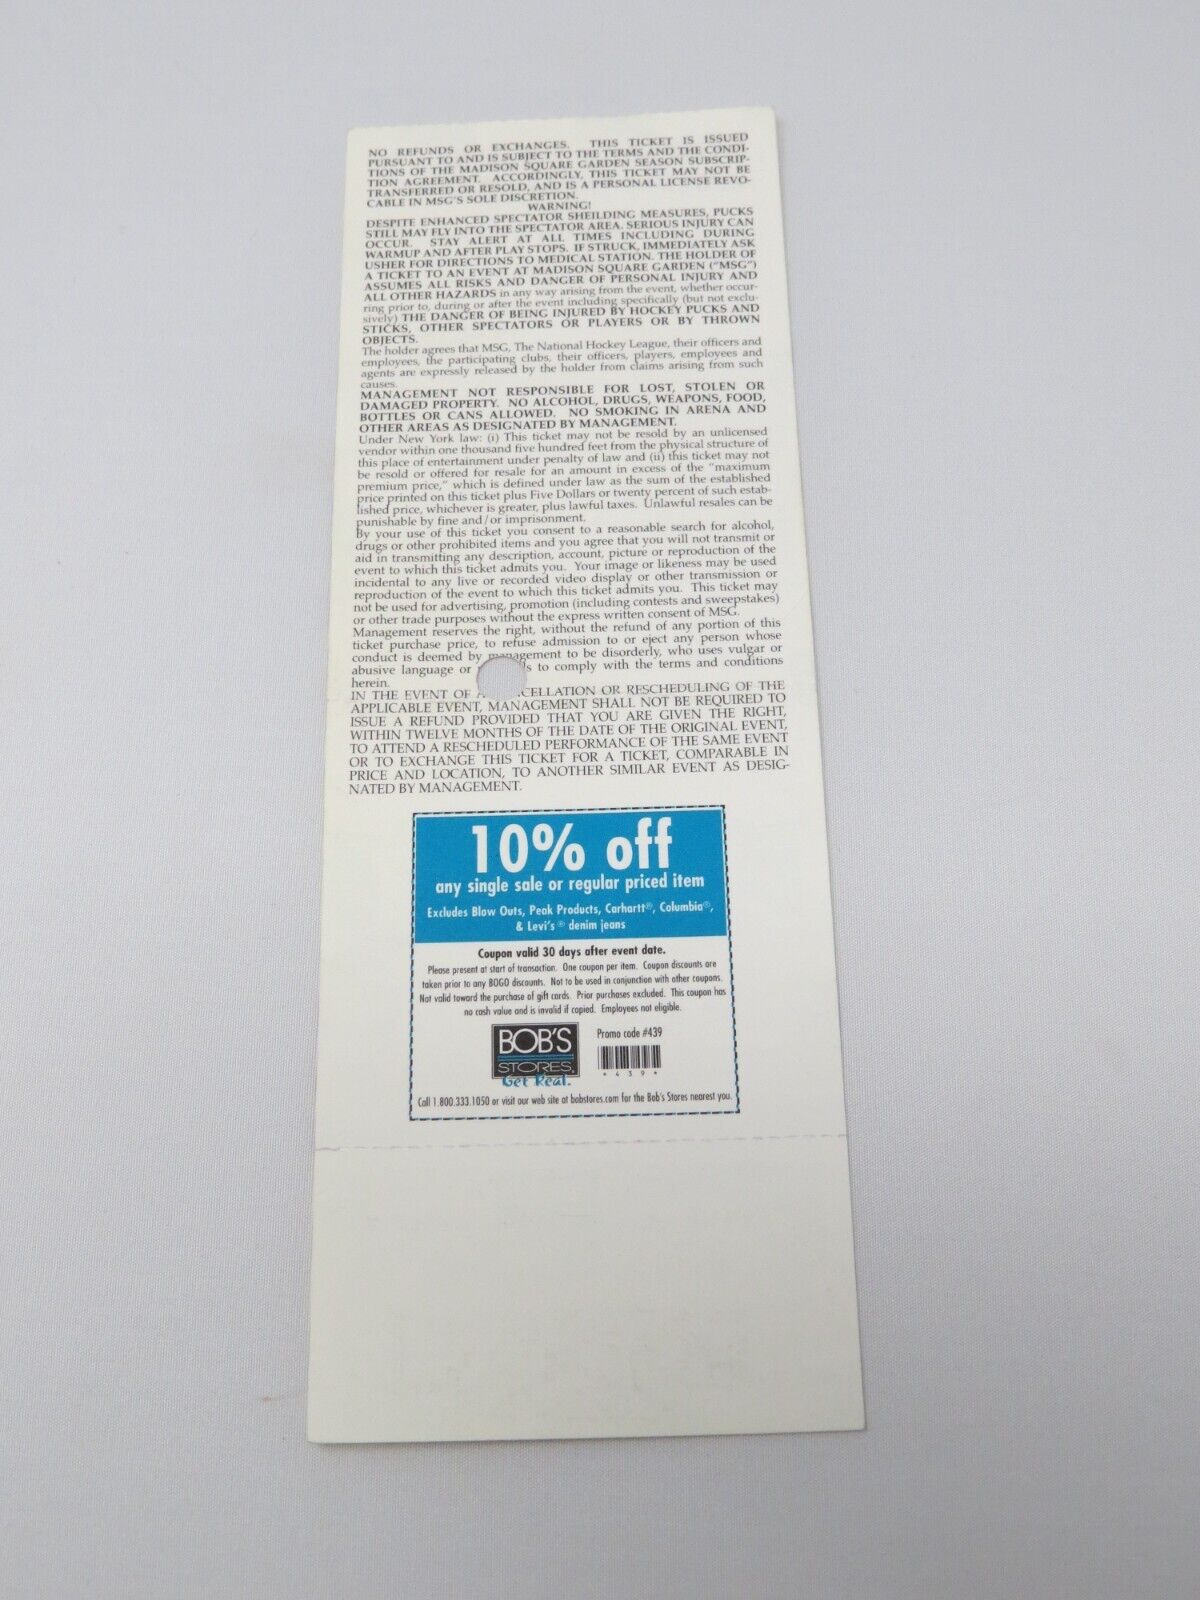 NO REFUNDS OR EXCHANGES. THIS TICKET IS ISSUED
PURSUANT TO AND IS SUBJECT TO THE TERMS AND THE CONDI-
TIONS OF THE MADISON SQUARE GARDEN SEASON SUBSCRIP-
TION AGREEMENT. ACCORDINGLY, THIS TICKET MAY NOT BE
TRANSFERRED OR RESOLD, AND IS A PERSONAL LICENSE REVO-
CABLE IN MSG'S SOLE DISCRETION.
WARNING!
DESPITE ENHANCED SPECTATOR SHEILDING MEASURES, PUCKS
STILL MAY FLY INTO THE SPECTATOR AREA. SERIOUS INJURY CAN
OCCUR. STAY ALERT AT ALL TIMES INCLUDING DURING
WARMUP AND AFTER PLAY STOPS. IF STRUCK, IMMEDIATELY ASK
USHER FOR DIRECTIONS TO MEDICAL STATION. THE HOLDER OF
A TICKET TO AN EVENT AT MADISON SQUARE GARDEN ("MSG")
ASSUMES ALL RISKS AND DANGER OF PERSONAL INJURY AND
ALL OTHER HAZARDS in any way arising from the event, whether occur-
ring prior to, during or after the event including specifically (but not exclu-
sively) THE DANGER OF BEING INJURED BY HOCKEY PUCKS AND
STICKS, OTHER SPECTATORS OR PLAYERS OR BY THROWN
OBJECTS.
The holder agrees that MSG, The National Hockey League, their officers and
employees, the participating clubs, their officers, players, employees and
agents are expressly released by the holder from claims arising from such
causes.
MANAGEMENT NOT RESPONSIBLE FOR LOST, STOLEN OR
DAMAGED PROPERTY. NO ALCOHOL, DRUGS, WEAPONS, FOOD,
BOTTLES OR CANS ALLOWED. NO SMOKING IN ARENA AND
OTHER AREAS AS DESIGNATED BY MANAGEMENT.
Under New York law: (i) This ticket may not be resold by an unlicensed
vendor within one thousand five hundred feet from the physical structure of
this place of entertainment under penalty of law and (ii) this ticket may not
be resold or offered for resale for an amount in excess of the "maximum
premium price," which is defined under law as the sum of the established
price printed on this ticket plus Five Dollars or twenty percent of such estab-
lished price, whichever is greater, plus lawful taxes. Unlawful resales can be
punishable by fine and/or imprisonment.
By your use of this ticket you consent to a reasonable search for alcohol,
drugs or other prohibited items and you agree that you will not transmit or
aid in transmitting any description, account, picture or reproduction of the
event to which this ticket admits you. Your image or likeness may be used
incidental to any live or recorded video display or other transmission or
reproduction of the event to which this ticket admits you. This ticket may
not be used for advertising, promotion (including contests and sweepstakes)
or other trade purposes without the express written consent of MSG.
Management reserves the right, without the refund of any portion of this
ticket purchase price, to refuse admission to or eject any person whose
conduct is deemed by management to be disorderly, who uses vulgar or
abusive language or to comply with the terms and conditions
herein.
IN THE EVENT OF A CELLATION OR RESCHEDULING OF THE
APPLICABLE EVENT, MANAGEMENT SHALL NOT BE REQUIRED TO
ISSUE A REFUND PROVIDED THAT YOU ARE GIVEN THE RIGHT,
WITHIN TWELVE MONTHS OF THE DATE OF THE ORIGINAL EVENT,
TO ATTEND A RESCHEDULED PERFORMANCE OF THE SAME EVENT
OR TO EXCHANGE THIS TICKET FOR A TICKET, COMPARABLE IN
PRICE AND LOCATION, TO ANOTHER SIMILAR EVENT AS DESIG-
NATED BY MANAGEMENT.
10% off
any single sale or regular priced item
Excludes Blow Outs, Peak Products, Carhartt®, Columbia®,
& Levi's® denim jeans
Coupon valid 30 days after event date.
Please present at start of transaction. One coupon per item. Coupon discounts are
taken prior to any BOGO discounts. Not to be used in conjunction with other coupons.
Not valid toward the purchase of gift cards. Prior purchases excluded. This coupon has
no cash value and is invalid if copied. Employees not eligible.
BOB'S
STORES.
Get Real.
Promo code #439
* 4 3 9 *
Call 1.800.333.1050 or visit our web site at bobstores.com for the Bob's Stores nearest you.